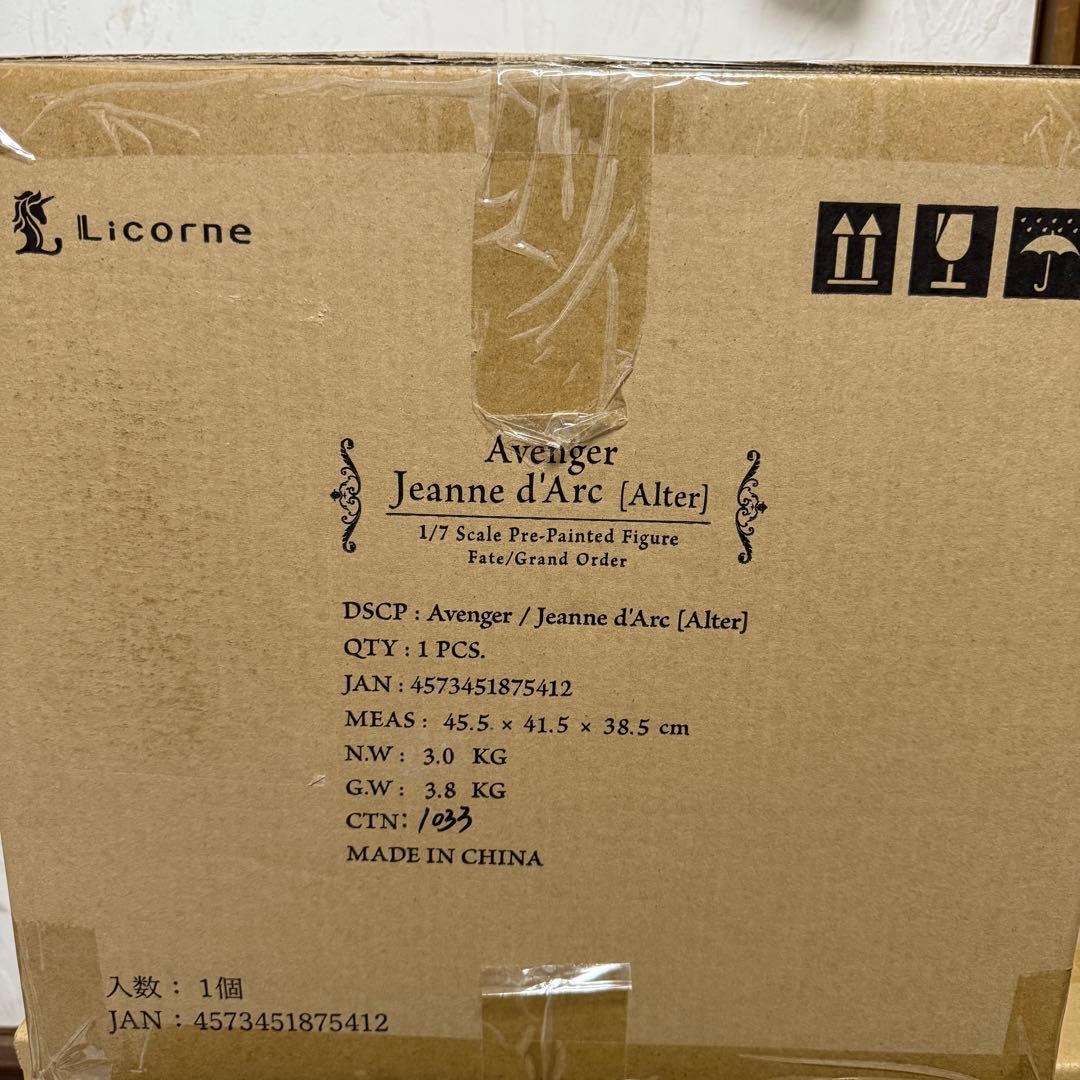 Licorne
Avenger
Jeanne d'Arc [Alter]
1/7 Scale Pre-Painted Figure
Fate/Grand Order
DSCP : Avenger / Jeanne d'Arc [Alter]
QTY : 1 PCS.
JAN : 4573451875412
MEAS : 45.5 × 41.5 × 38.5 cm
N.W : 3.0 KG
G.W : 3.8 KG
CTN: 1033
MADE IN CHINA
入数 : 1個
JAN : 4573451875412